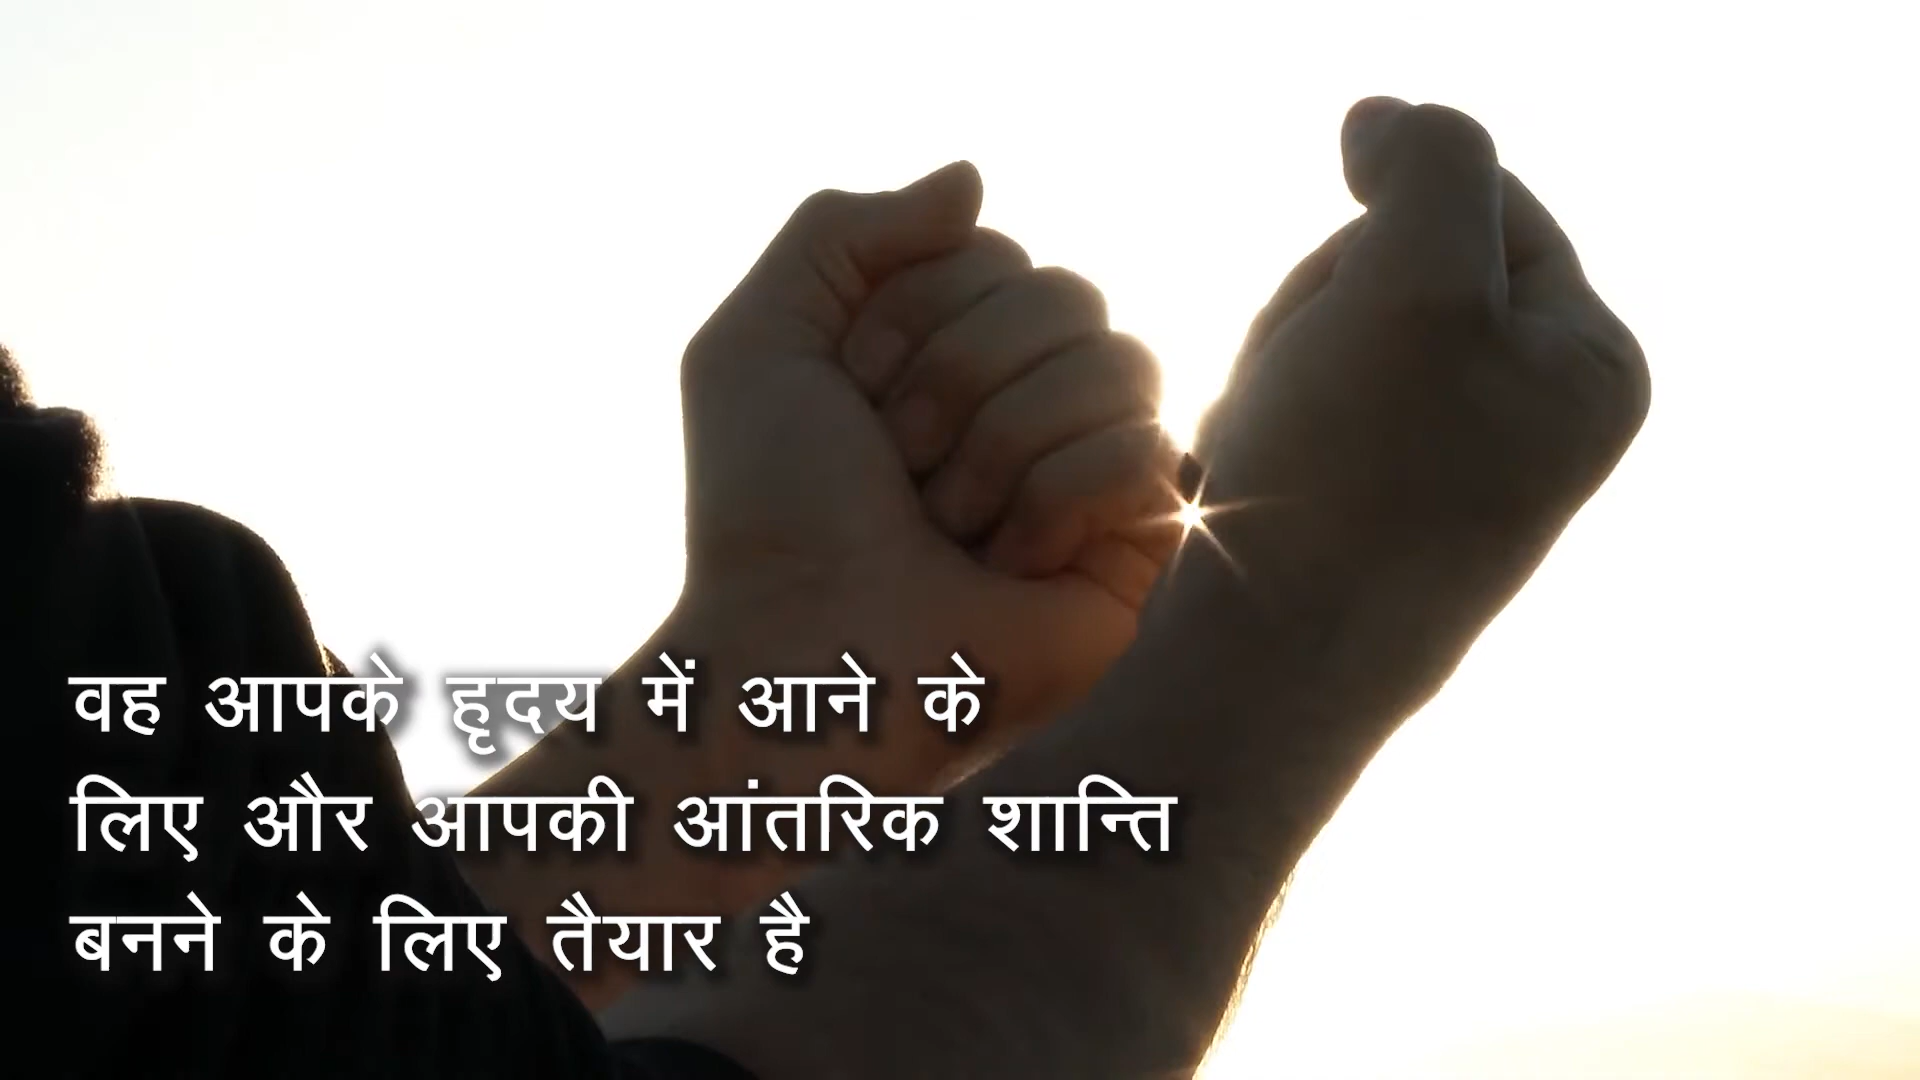 वह आपके हृदय में आने के
लिए और आपकी आंतरिक शान्ति
बनने के लिए तैयार है